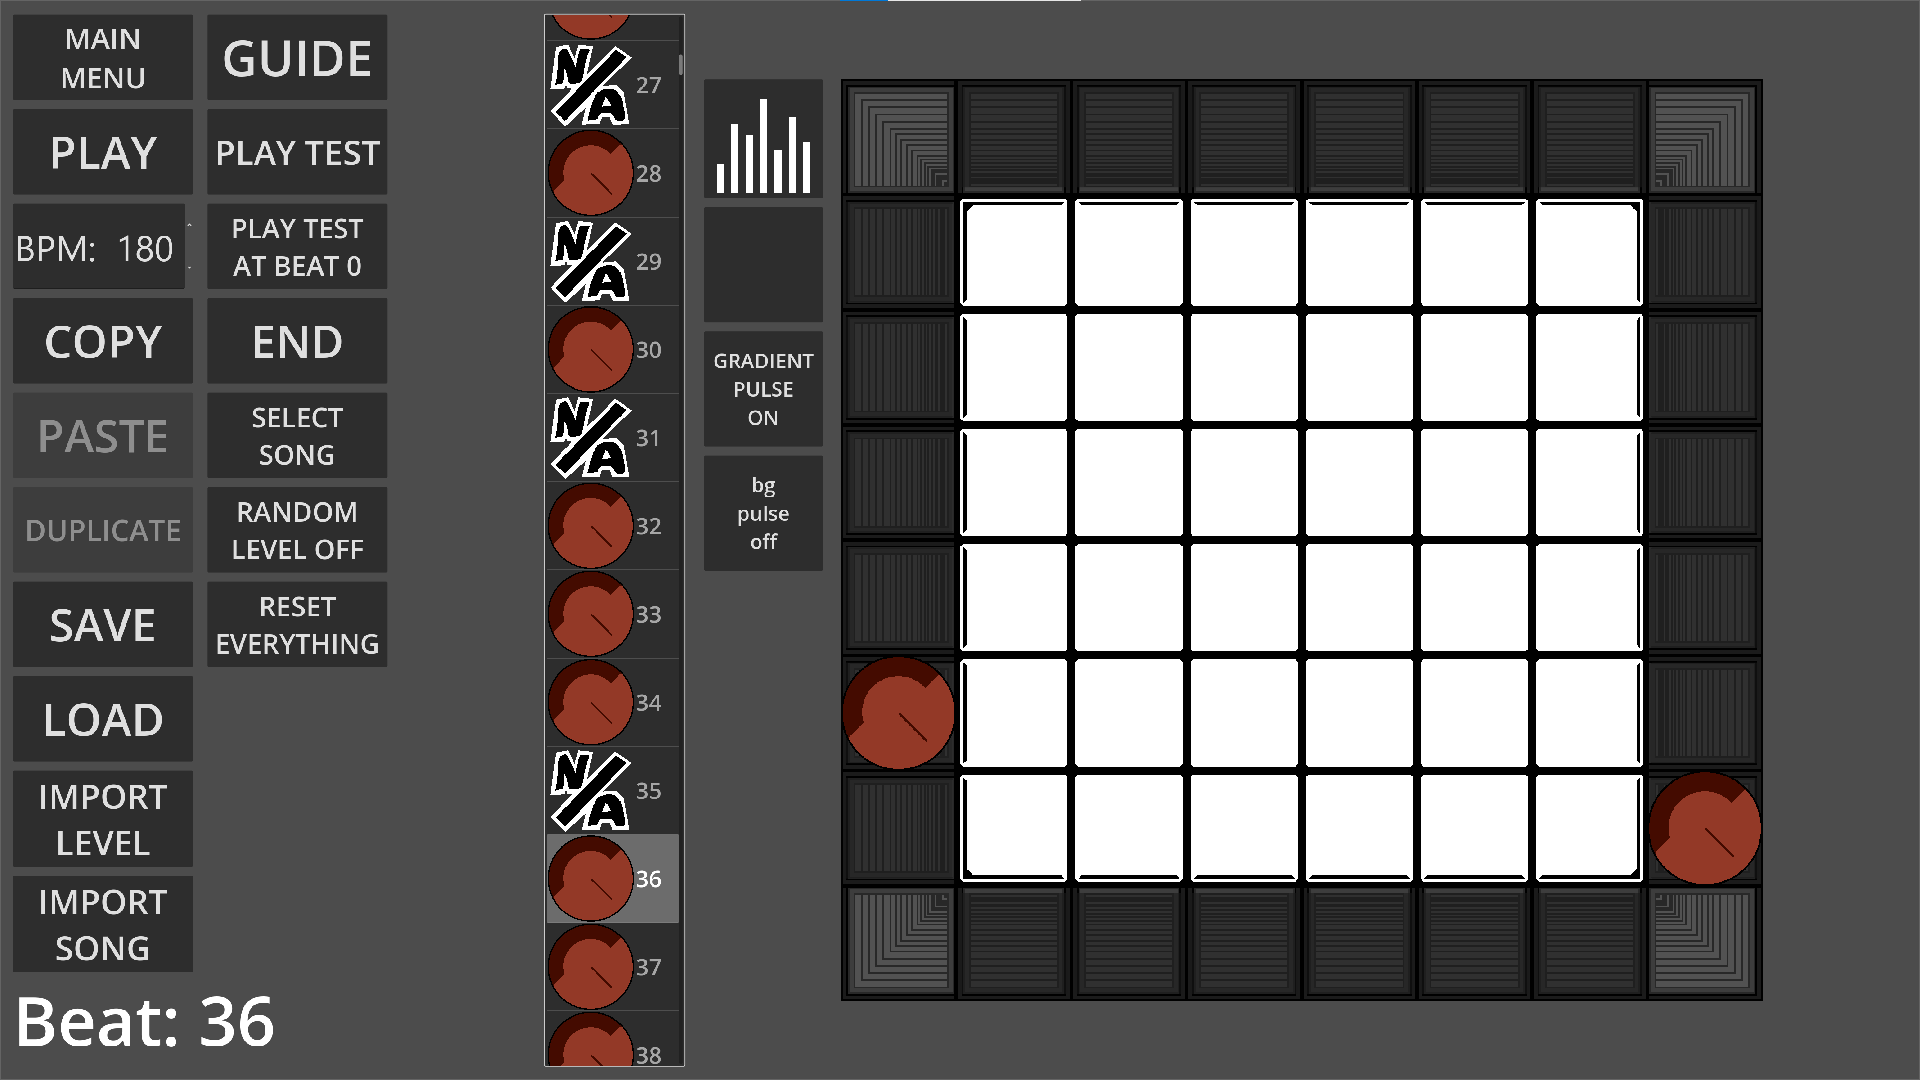 MAIN
MENU
GUIDE
PLAY
PLAY TEST
BPM: 180
PLAY TEST
AT BEAT 0
COPY
END
PASTE
SELECT
SONG
DUPLICATE
RANDOM
LEVEL OFF
SAVE
RESET
EVERYTHING
LOAD
IMPORT
LEVEL
IMPORT
SONG
Beat: 36
N/A 27
28
N/A 29
30
N/A 31
32
33
34
N/A 35
36
37
38
GRADIENT
PULSE
ON
bg
pulse
off